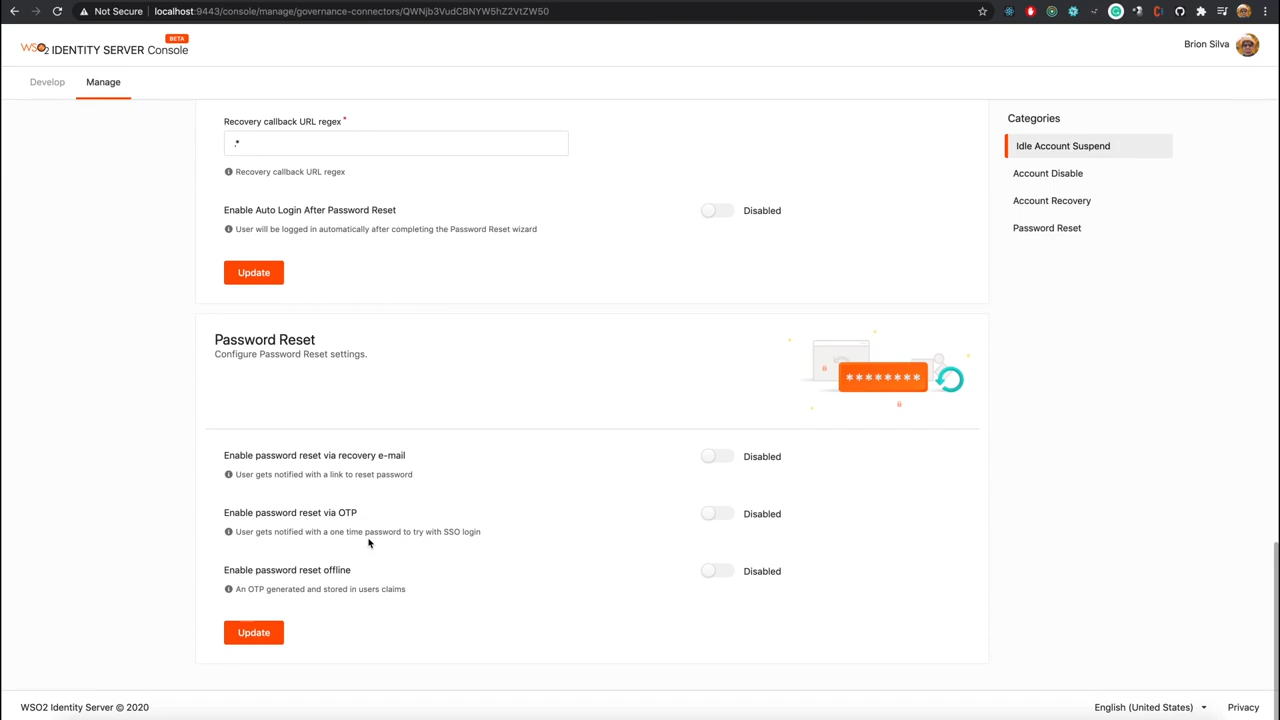 Not Secure | localhost:9443/console/manage/governance-connectors/QWNjb3VudCBNYW5hZ2VtZW50
WSO2 IDENTITY SERVER Console BETA
Brion Silva
Develop
Manage
Recovery callback URL regex *
.*
Recovery callback URL regex
Enable Auto Login After Password Reset
Disabled
User will be logged in automatically after completing the Password Reset wizard
Update
Password Reset
Configure Password Reset settings.
********
Enable password reset via recovery e-mail
Disabled
User gets notified with a link to reset password
Enable password reset via OTP
Disabled
User gets notified with a one time password to try with SSO login
Enable password reset offline
Disabled
An OTP generated and stored in users claims
Update
Categories
Idle Account Suspend
Account Disable
Account Recovery
Password Reset
WSO2 Identity Server © 2020
English (United States)
Privacy